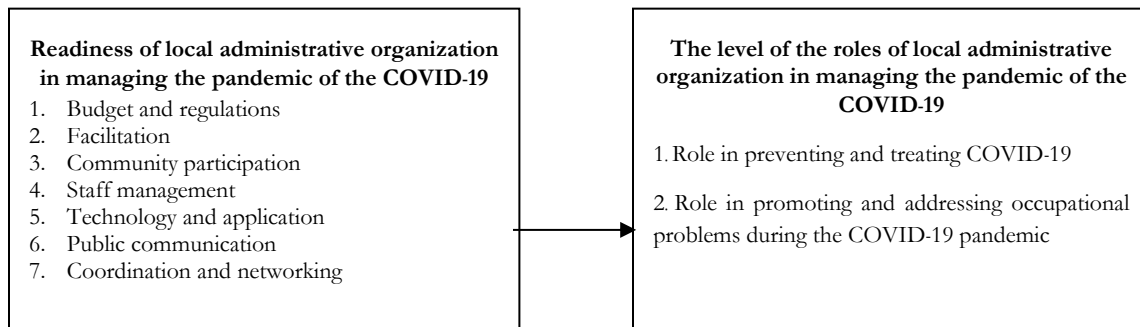 Readiness of local administrative organization
in managing the pandemic of the COVID-19
1. Budget and regulations
2. Facilitation
3. Community participation
4. Staff management
5. Technology and application
6. Public communication
7. Coordination and networking
The level of the roles of local administrative
organization in managing the pandemic of the
COVID-19
1. Role in preventing and treating COVID-19
2. Role in promoting and addressing occupational
problems during the COVID-19 pandemic